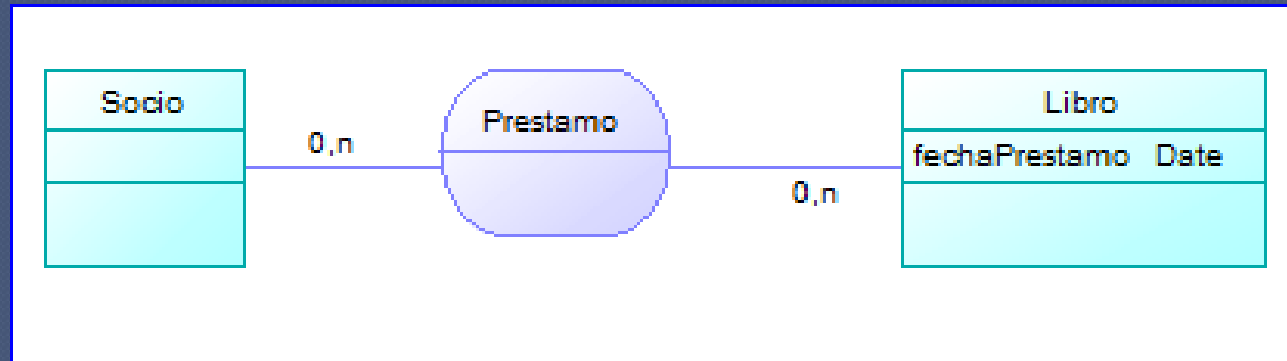 Socio
0,n
Prestamo
0,n
Libro
fechaPrestamo Date